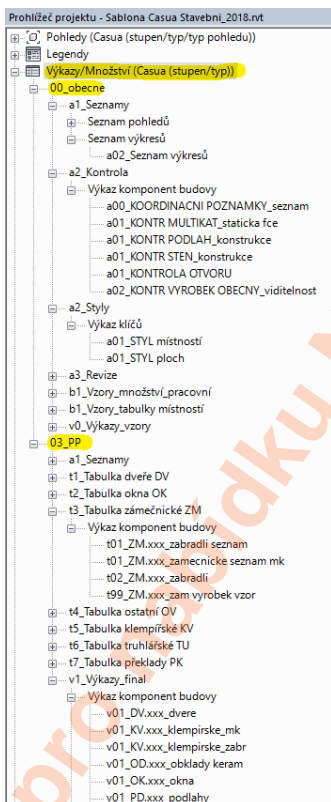 Prohlížeč projektu - Sablona Casua Stavebni_2018.rvt
Pohledy (Casua (stupen/typ/typ pohledu))
Legendy
Výkazy/Množství (Casua (stupen/typ))
00_obecne
a1_Seznamy
Seznam pohledů
Seznam výkresů
a02_Seznam výkresů
a2_Kontrola
Výkaz komponent budovy
a00_KOORDINACNI POZNAMKY_seznam
a01_KONTR MULTIKAT_staticka fce
a01_KONTR PODLAH_konstrukce
a01_KONTR STEN_konstrukce
a01_KONTROLA OTVORU
a02_KONTR VYROBEK OBECNY_viditelnost
a2_Styly
Výkaz klíčů
a01_STYL místností
a01_STYL ploch
a3_Revize
b1_Vzory_množství_pracovní
b1_Vzory_tabulky místností
v0_Výkazy_vzory
03_PP
a1_Seznamy
t1_Tabulka dveře DV
t2_Tabulka okna OK
t3_Tabulka zámečnické ZM
Výkaz komponent budovy
t01_ZM.xxx_zabradli seznam
t01_ZM.xxx_zamecnicke seznam mk
t02_ZM.xxx_zabradli
t99_ZM.xxx_zam vyrobek vzor
t4_Tabulka ostatní OV
t5_Tabulka klempířské KV
t6_Tabulka truhlářské TU
t7_Tabulka překlady PK
v1_Výkazy_final
Výkaz komponent budovy
v01_DV.xxx_dvere
v01_KV.xxx_klempirske_mk
v01_KV.xxx_klempirske_zabr
v01_OD.xxx_obklady keram
v01_OK.xxx_okna
v01_PD.xxx_podlahy
pro nabídku